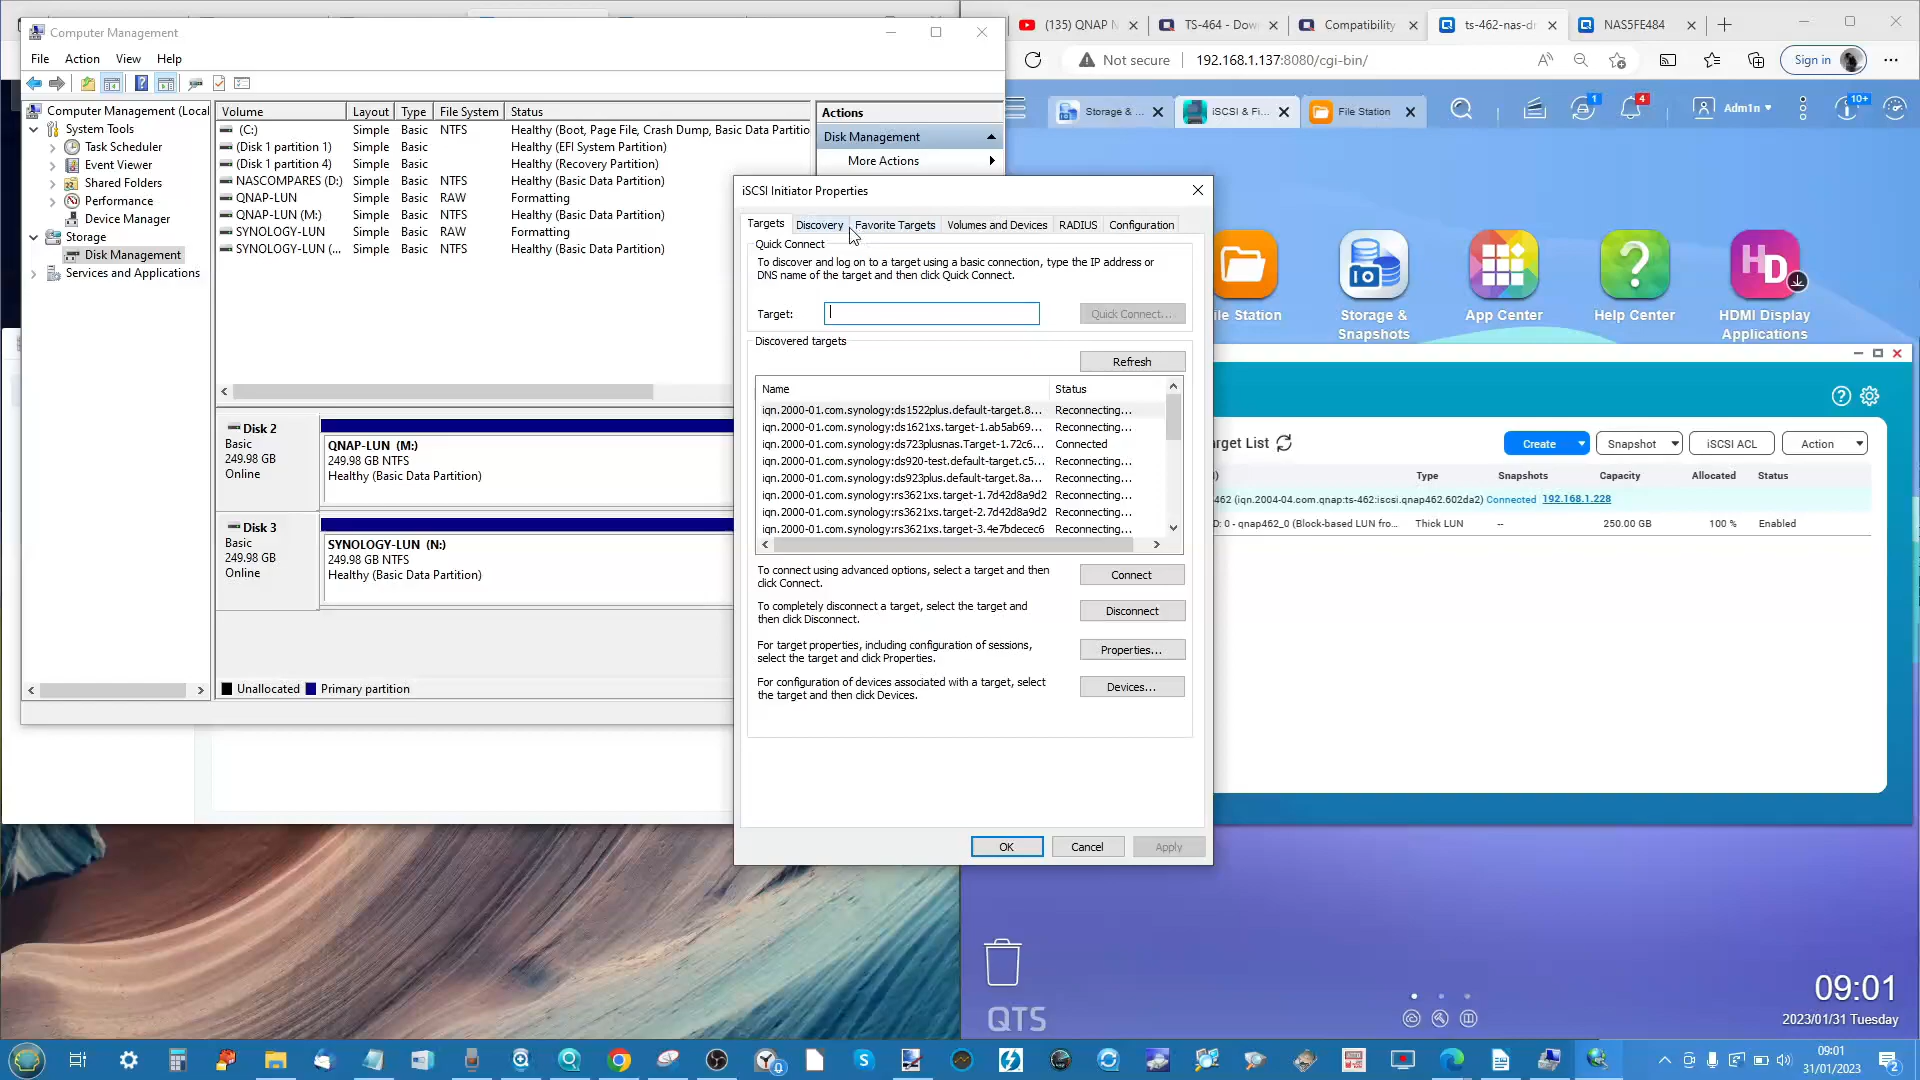 Computer Management
File Action View Help
Computer Management (Local
System Tools
Task Scheduler
Event Viewer
Shared Folders
Performance
Device Manager
Storage
Disk Management
Services and Applications
Volume Layout Type File System Status
(C:) Simple Basic NTFS Healthy (Boot, Page File, Crash Dump, Basic Data Partitio
(Disk 1 partition 1) Simple Basic Healthy (EFI System Partition)
(Disk 1 partition 4) Simple Basic Healthy (Recovery Partition)
NASCOMPARES (D:) Simple Basic NTFS Healthy (Basic Data Partition)
QNAP-LUN Simple Basic RAW Formatting
QNAP-LUN (M:) Simple Basic NTFS Healthy (Basic Data Partition)
SYNOLOGY-LUN Simple Basic RAW Formatting
SYNOLOGY-LUN (... Simple Basic NTFS Healthy (Basic Data Partition)
Actions
Disk Management
More Actions
Disk 2
Basic
249.98 GB
Online
QNAP-LUN (M:)
249.98 GB NTFS
Healthy (Basic Data Partition)
Disk 3
Basic
249.98 GB
Online
SYNOLOGY-LUN (N:)
249.98 GB NTFS
Healthy (Basic Data Partition)
Unallocated Primary partition
iSCSI Initiator Properties
Targets Discovery Favorite Targets Volumes and Devices RADIUS Configuration
Quick Connect
To discover and log on to a target using a basic connection, type the IP address or
DNS name of the target and then click Quick Connect.
Target: Quick Connect...
Discovered targets
Refresh
Name Status
iqn.2000-01.com.synology:ds1522plus.default-target.8... Reconnecting...
iqn.2000-01.com.synology:ds1621xs.target-1.ab5ab69... Reconnecting...
iqn.2000-01.com.synology:ds723plusnas.Target-1.72c6... Connected
iqn.2000-01.com.synology:ds920-test.default-target.c5... Reconnecting...
iqn.2000-01.com.synology:ds923plus.default-target.8a... Reconnecting...
iqn.2000-01.com.synology:rs3621xs.target-1.7d42d8a9d2 Reconnecting...
iqn.2000-01.com.synology:rs3621xs.target-2.7d42d8a9d2 Reconnecting...
iqn.2000-01.com.synology:rs3621xs.target-3.4e7bdecec6 Reconnecting...
To connect using advanced options, select a target and then
click Connect.
Connect
To completely disconnect a target, select the target and
then click Disconnect.
Disconnect
For target properties, including configuration of sessions,
select the target and click Properties.
Properties...
For configuration of devices associated with a target, select
the target and then click Devices.
Devices...
OK Cancel Apply
(135) QNAP N TS-464 - Dow Compatibility ts-462-nas-dr NAS5FE484
Not secure 192.168.1.137:8080/cgi-bin/ Sign in
Storage & ... iSCSI & Fi... File Station 1 4 Adm1n 10+
ile Station
Storage &
Snapshots
App Center
Help Center
HD
HDMI Display
Applications
arget List Create Snapshot iSCSI ACL Action
Type Snapshots Capacity Allocated Status
462 (iqn.2004-04.com.qnap:ts-462:iscsi.qnap462.602da2) Connected 192.168.1.228
D: 0 - qnap462_0 (Block-based LUN fro... Thick LUN -- 250.00 GB 100 % Enabled
QTS
09:01
2023/01/31 Tuesday
09:01
31/01/2023
2